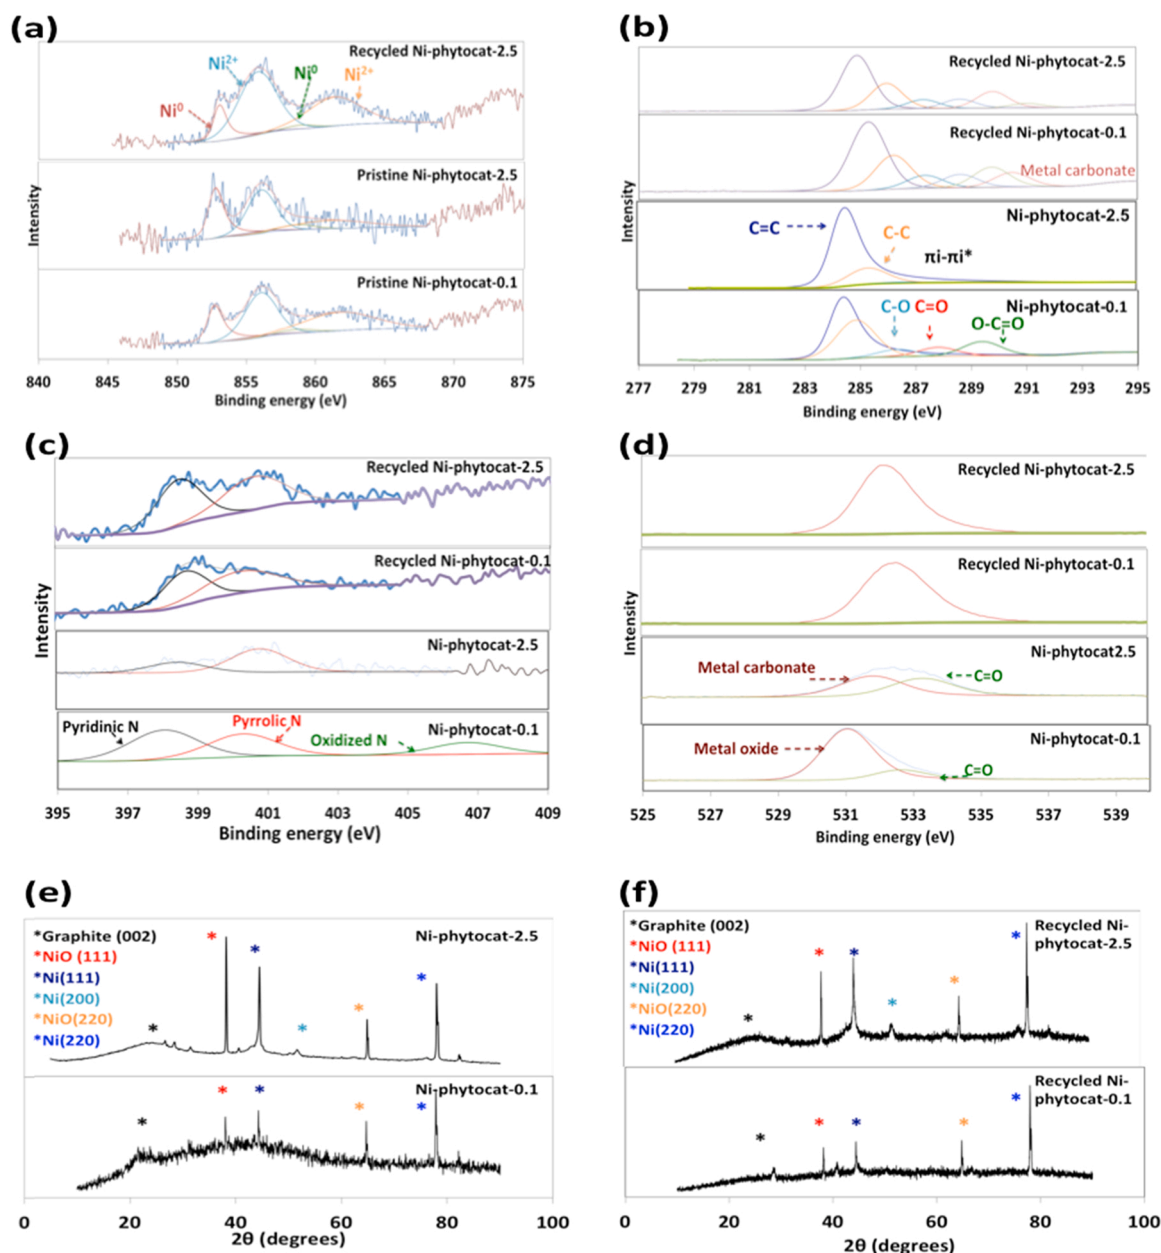 (a)
Recycled Ni-phytocat-2.5
Ni²⁺
Ni⁰
Ni²⁺
Ni⁰
Pristine Ni-phytocat-2.5
Pristine Ni-phytocat-0.1
Intensity
840 845 850 855 860 865 870 875
Binding energy (eV)
(b)
Recycled Ni-phytocat-2.5
Recycled Ni-phytocat-0.1
Metal carbonate
Ni-phytocat-2.5
C=C
C-C
πi-πi*
Ni-phytocat-0.1
C-O C=O
O-C=O
Intensity
277 279 281 283 285 287 289 291 293 295
Binding energy (eV)
(c)
Recycled Ni-phytocat-2.5
Recycled Ni-phytocat-0.1
Ni-phytocat-2.5
Pyridinic N
Pyrrolic N
Oxidized N
Ni-phytocat-0.1
Intensity
395 397 399 401 403 405 407 409
Binding energy (eV)
(d)
Recycled Ni-phytocat-2.5
Recycled Ni-phytocat-0.1
Ni-phytocat2.5
Metal carbonate
C=O
Ni-phytocat-0.1
Metal oxide
C=O
Intensity
525 527 529 531 533 535 537 539
Binding energy (eV)
(e)
*Graphite (002)
*NiO (111)
*Ni(111)
*Ni(200)
*NiO(220)
*Ni(220)
Ni-phytocat-2.5
* * * * * *
Ni-phytocat-0.1
* * * * *
0 20 40 60 80 100
2θ (degrees)
(f)
*Graphite (002)
*NiO (111)
*Ni(111)
*Ni(200)
*NiO(220)
*Ni(220)
Recycled Ni-
phytocat-2.5
* * * * * *
Recycled Ni-
phytocat-0.1
* * * * *
0 20 40 60 80 100
2θ (degrees)